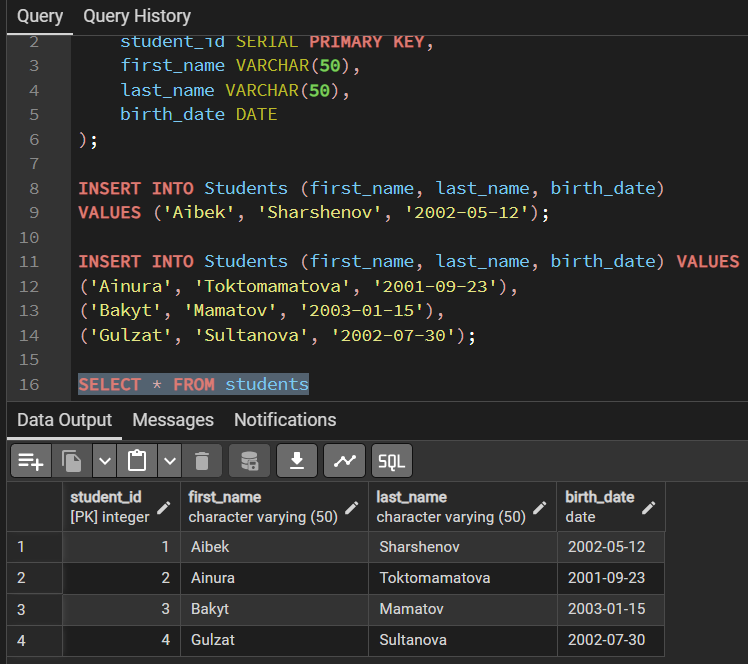 Query Query History
2 student_id SERIAL PRIMARY KEY,
3 first_name VARCHAR(50),
4 last_name VARCHAR(50),
5 birth_date DATE
6 );
7
8 INSERT INTO Students (first_name, last_name, birth_date)
9 VALUES ('Aibek', 'Sharshenov', '2002-05-12');
10
11 INSERT INTO Students (first_name, last_name, birth_date) VALUES
12 ('Ainura', 'Toktomamatova', '2001-09-23'),
13 ('Bakyt', 'Mamatov', '2003-01-15'),
14 ('Gulzat', 'Sultanova', '2002-07-30');
15
16 SELECT * FROM students
Data Output Messages Notifications
SQL
student_id first_name last_name birth_date
[PK] integer character varying (50) character varying (50) date
1 1 Aibek Sharshenov 2002-05-12
2 2 Ainura Toktomamatova 2001-09-23
3 3 Bakyt Mamatov 2003-01-15
4 4 Gulzat Sultanova 2002-07-30